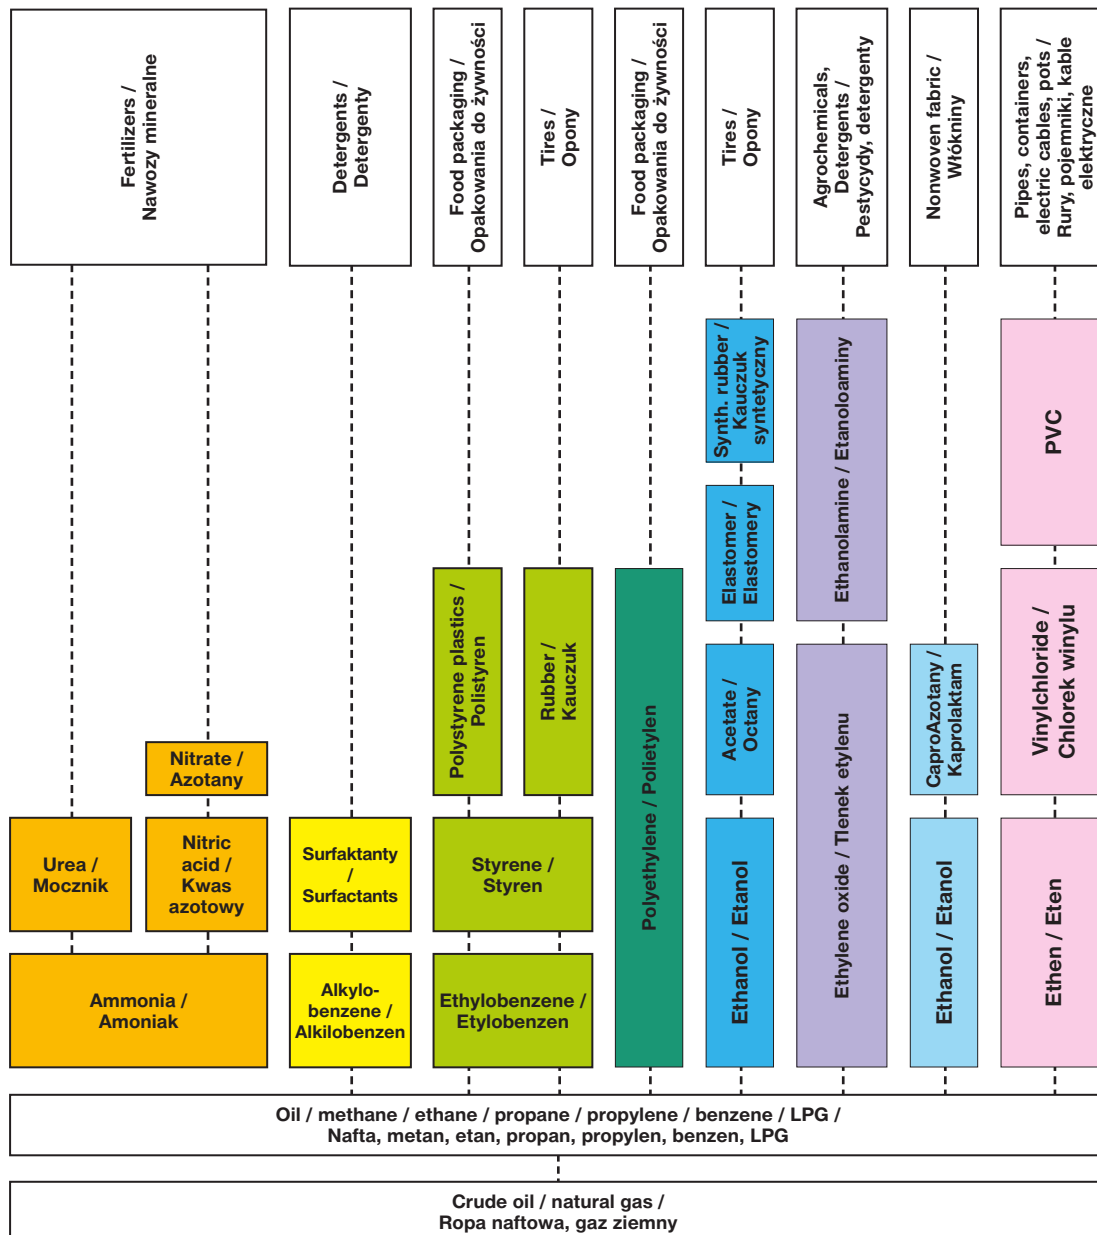 Fertilizers /
Nawozy mineralne
Detergents /
Detergenty
Food packaging /
Opakowania do żywności
Tires /
Opony
Food packaging /
Opakowania do żywności
Tires /
Opony
Agrochemicals,
Detergents /
Pestycydy, detergenty
Nonwoven fabric /
Włókniny
Pipes, containers,
electric cables, pots /
Rury, pojemniki, kable
elektryczne
Synth. rubber /
Kauczuk
syntetyczny
Ethanolamine / Etanoloaminy
PVC
Elastomer /
Elastomery
Polystyrene plastics /
Polistyren
Rubber /
Kauczuk
Polyethylene / Polietylen
Acetate /
Octany
Ethylene oxide / Tlenek etylenu
CaproAzotany /
Kaprolaktam
Vinylchloride /
Chlorek winylu
Nitrate /
Azotany
Urea /
Mocznik
Nitric
acid /
Kwas
azotowy
Surfaktanty
/
Surfactants
Styrene /
Styren
Ethanol / Etanol
Ethanol / Etanol
Ethen / Eten
Ammonia /
Amoniak
Alkylo-
benzene /
Alkilobenzen
Ethylobenzene /
Etylobenzen
Oil / methane / ethane / propane / propylene / benzene / LPG /
Nafta, metan, etan, propan, propylen, benzen, LPG
Crude oil / natural gas /
Ropa naftowa, gaz ziemny